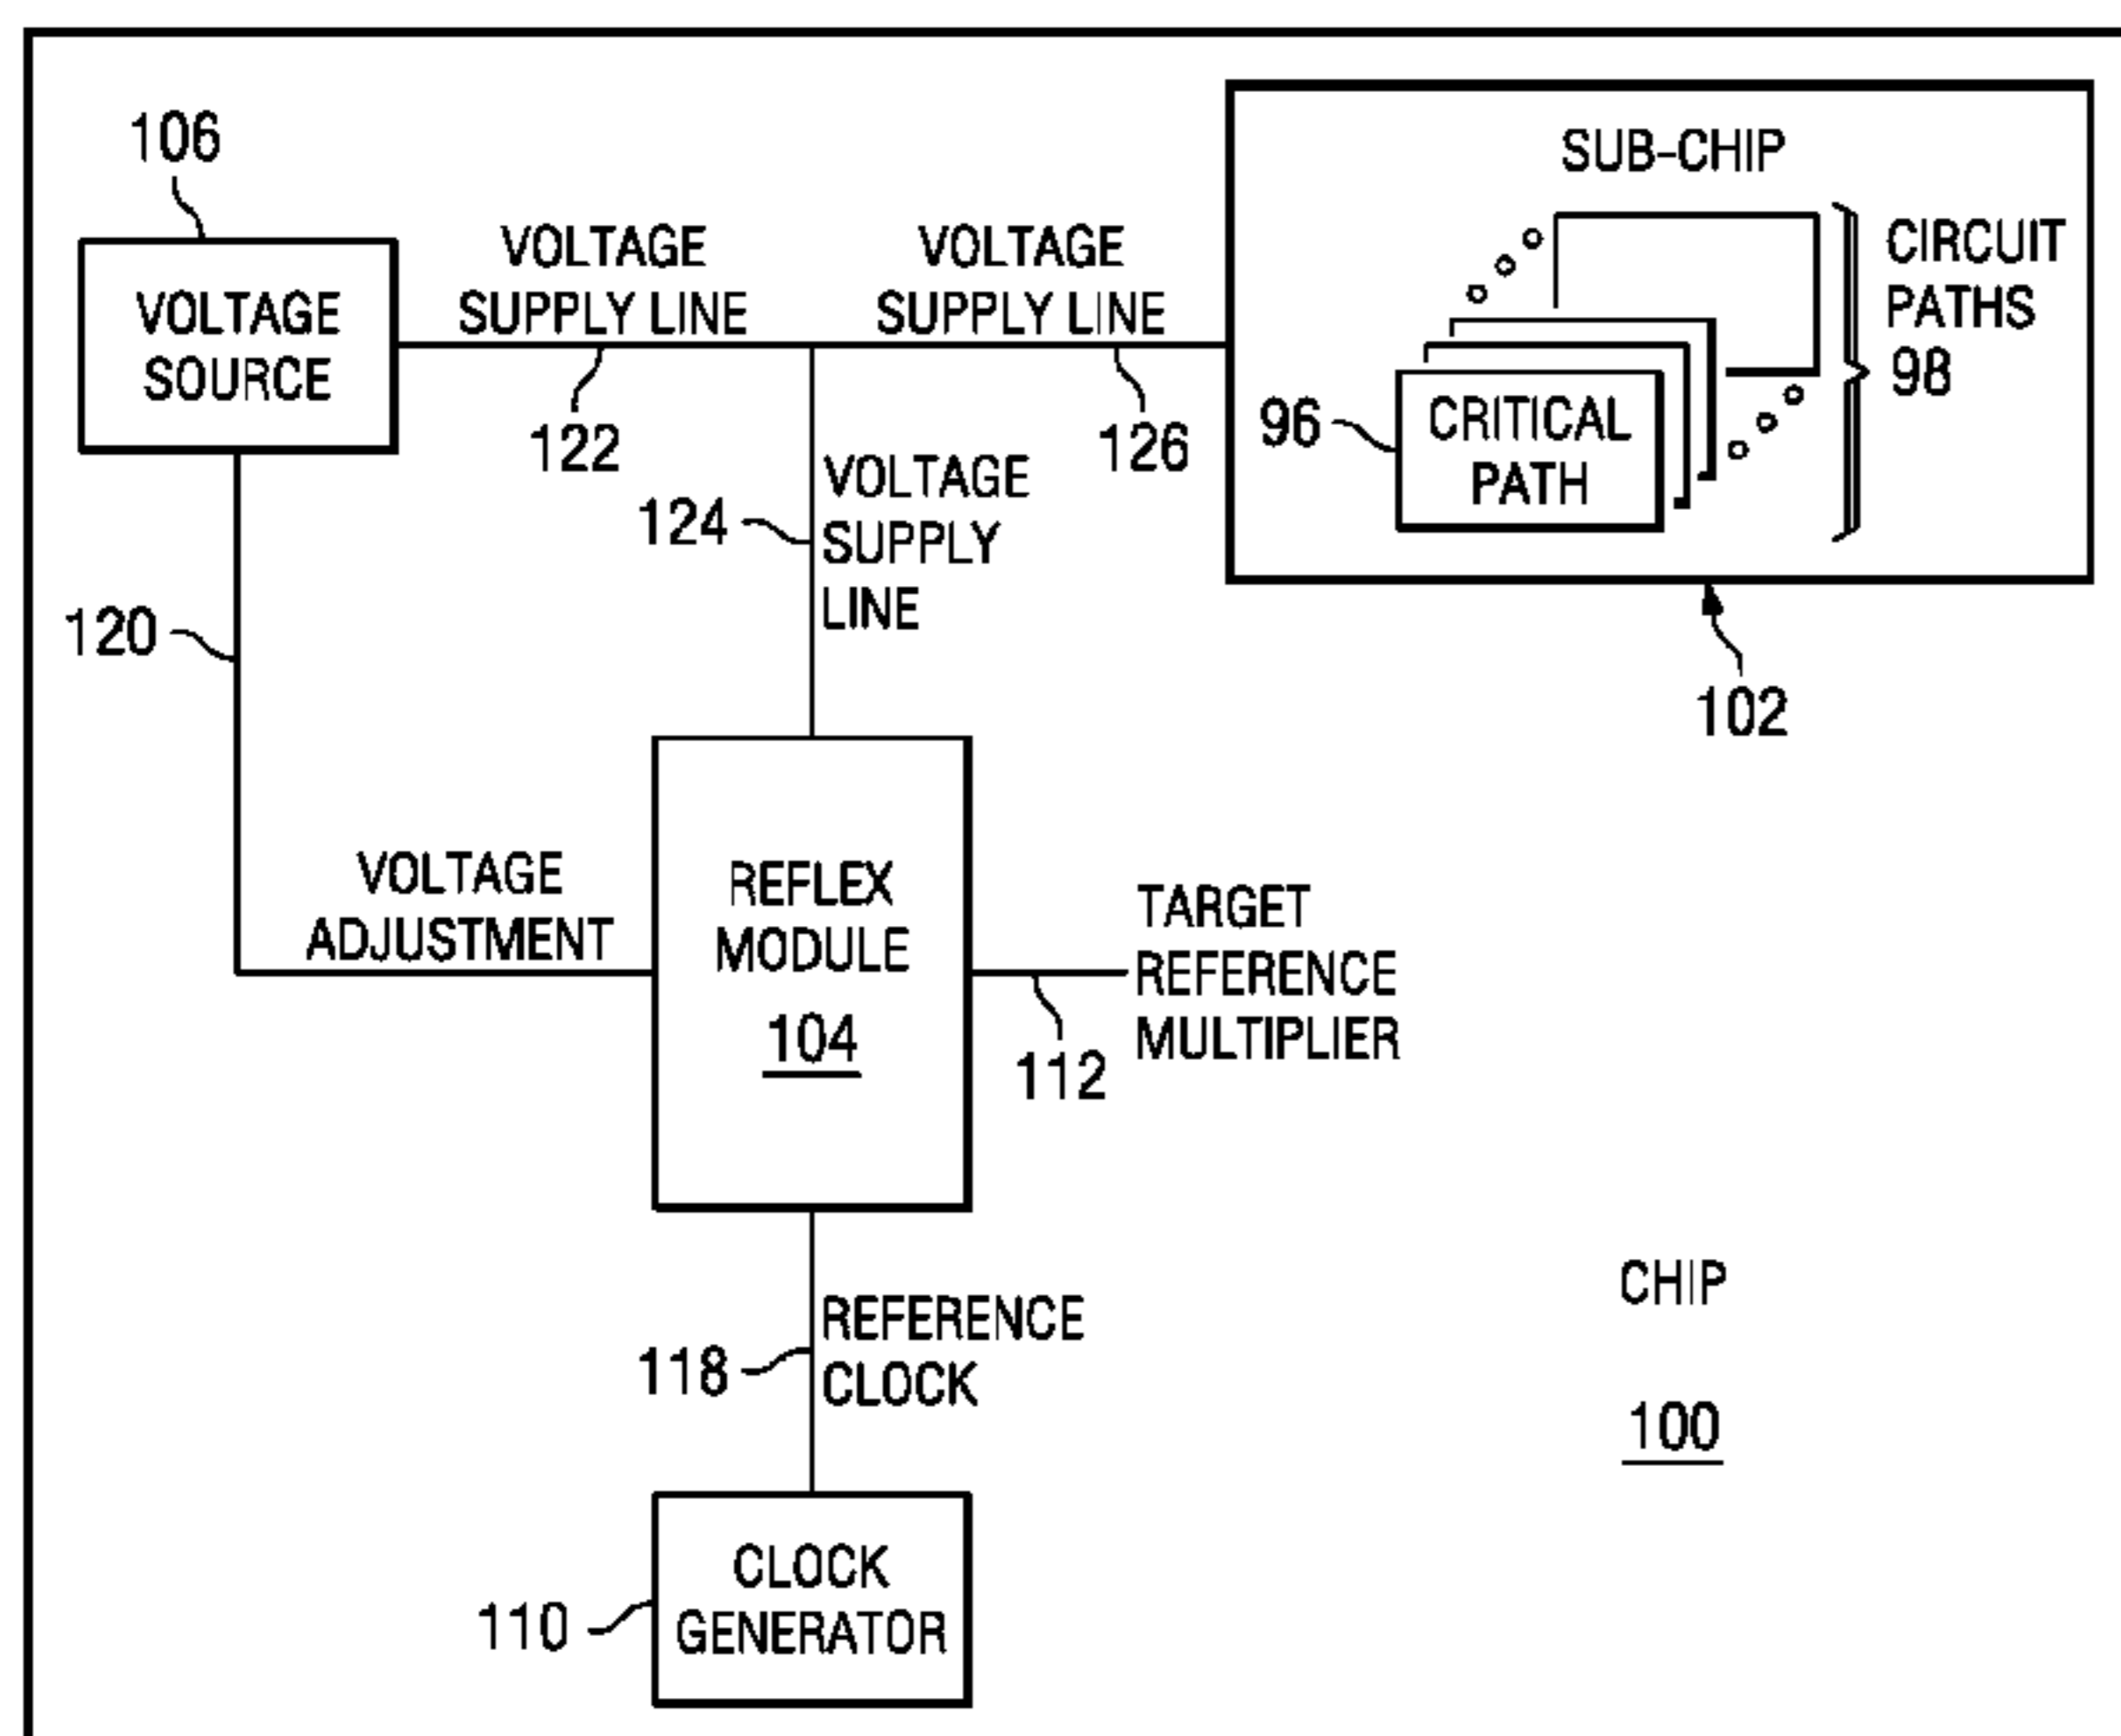 106
VOLTAGE
SOURCE
VOLTAGE
SUPPLY LINE
122
VOLTAGE
SUPPLY LINE
126
SUB-CHIP
CIRCUIT
PATHS
98
96
CRITICAL
PATH
102
124
VOLTAGE
SUPPLY
LINE
120
VOLTAGE
ADJUSTMENT
REFLEX
MODULE
104
TARGET
REFERENCE
MULTIPLIER
112
118
REFERENCE
CLOCK
CHIP
100
110
CLOCK
GENERATOR